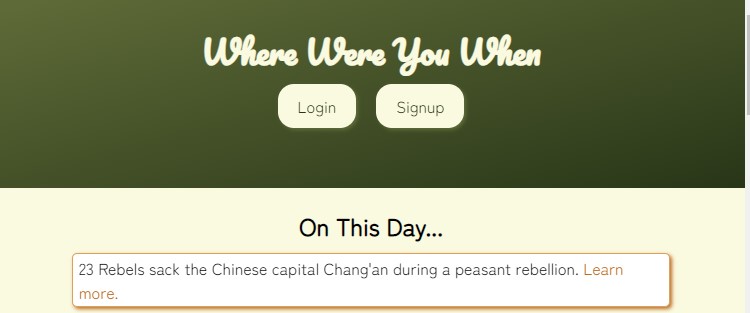 Where Were You When
Login
Signup
On This Day...
23 Rebels sack the Chinese capital Chang'an during a peasant rebellion. Learn
more.